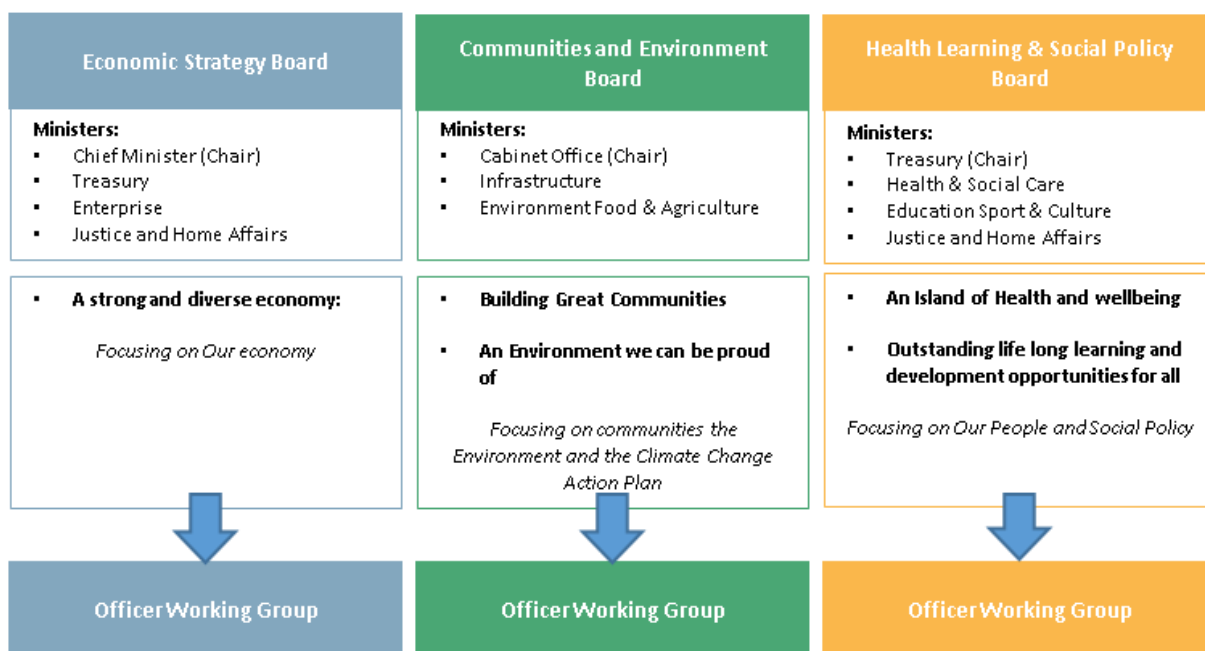 Economic Strategy Board
Ministers:
▪ Chief Minister (Chair)
▪ Treasury
▪ Enterprise
▪ Justice and Home Affairs
▪ A strong and diverse economy:
Focusing on Our economy
Officer Working Group
Communities and Environment
Board
Ministers:
▪ Cabinet Office (Chair)
▪ Infrastructure
▪ Environment Food & Agriculture
▪ Building Great Communities
▪ An Environment we can be proud
of
Focusing on communities the
Environment and the Climate Change
Action Plan
Officer Working Group
Health Learning & Social Policy
Board
Ministers:
▪ Treasury (Chair)
▪ Health & Social Care
▪ Education Sport & Culture
▪ Justice and Home Affairs
▪ An Island of Health and wellbeing
▪ Outstanding life long learning and
development opportunities for all
Focusing on Our People and Social Policy
Officer Working Group